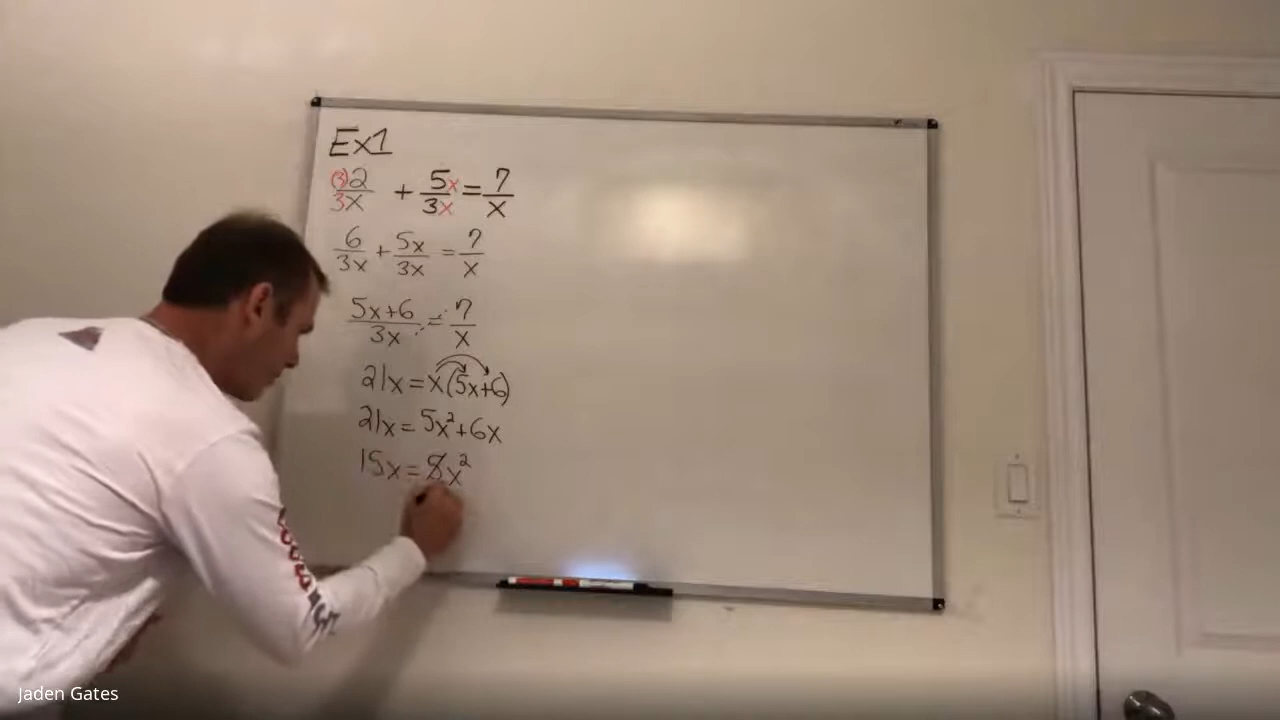 Ex1
(3)2/3x + 5x/3x = 7/x
6/3x + 5x/3x = 7/x
5x+6/3x = 7/x
21x = x(5x+6)
21x = 5x²+6x
15x = 5x²
Jaden Gates